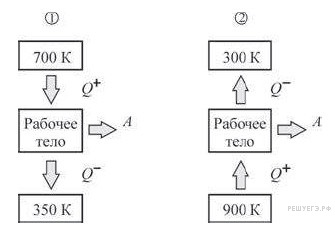 ① ②
700 К 300 К
Q+ Q−
Рабочее тело A Рабочее тело A
Q− Q+
350 К 900 К
РЕШУЕГЭ.РФ